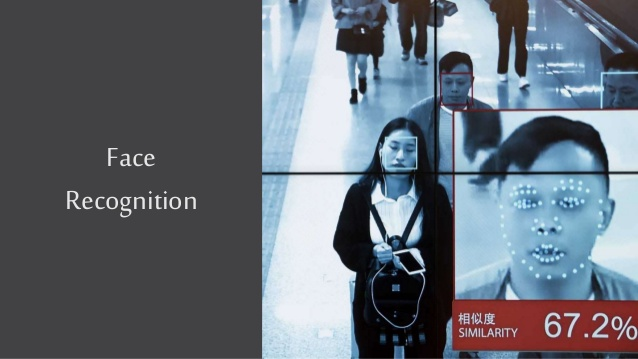 Face
Recognition
相似度
SIMILARITY 67.2%